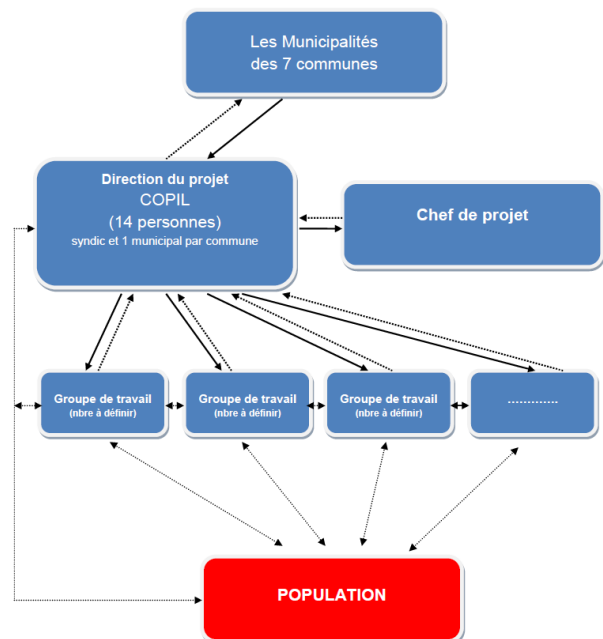 Les Municipalités
des 7 communes
Direction du projet
COPIL
(14 personnes)
syndic et 1 municipal par commune
Chef de projet
Groupe de travail
(nbre à définir)
Groupe de travail
(nbre à définir)
Groupe de travail
(nbre à définir)
.............
POPULATION